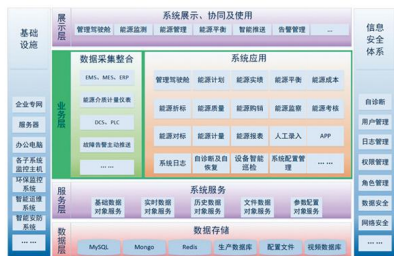 基础设施
企业专网
服务器
办公电脑
各子系统
监控主机
环保监控
系统
智能运维
系统
智能安防
系统
... ...
展示层
系统展示、协同及使用
管理驾驶舱 能源监测 能源管理 能源平衡 智能推送 告警管理 ...
业务层
数据采集整合
EMS、MES、ERP
能源介质计量仪表
DCS、PLC
故障告警主动推送
... ...
系统应用
管理驾驶舱 能源计划 能源实绩 能源平衡 能源成本
能源折标 能源质量 能源购销 能源监察 能源考核
能源对标 能源计量 能源报表 人工录入 APP
系统日志 自诊断及自恢复 设备智能巡检 系统配置管理 ... ...
服务层
系统服务
基础数据
对象服务
实时数据
对象服务
历史数据
对象服务
文件数据
对象服务
参数配置
对象服务
数据层
数据存储
MySQL Mongo Redis 生产数据库 配置文件 视频数据库
信息安全体系
自诊断
用户管理
日志管理
权限管理
角色管理
数据安全
网络安全
... ...